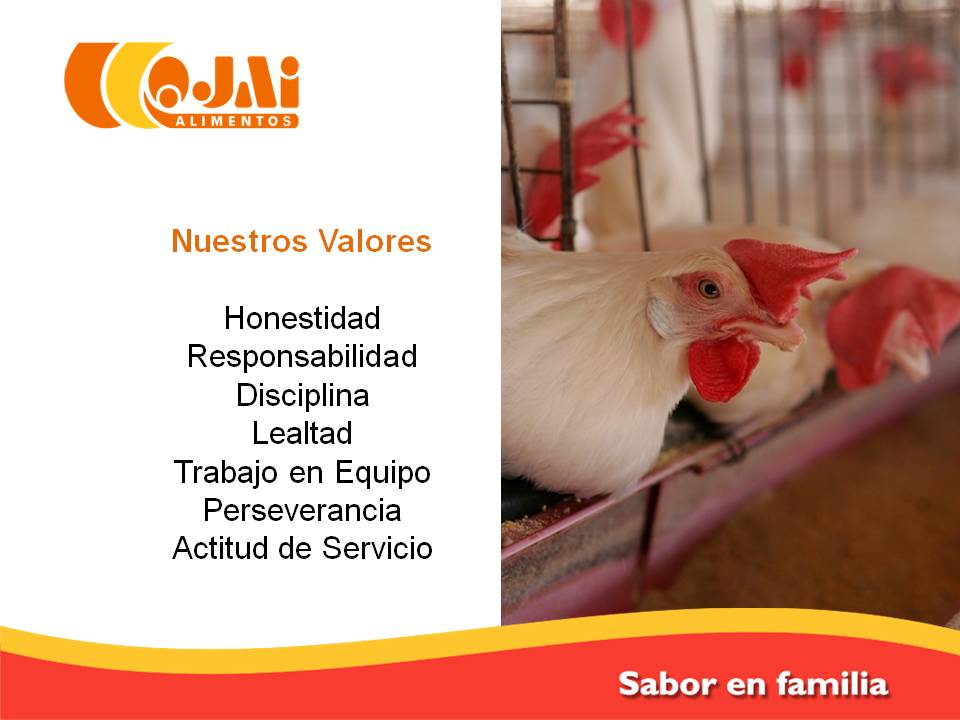 OJAi
ALIMENTOS
Nuestros Valores
Honestidad
Responsabilidad
Disciplina
Lealtad
Trabajo en Equipo
Perseverancia
Actitud de Servicio
Sabor en familia